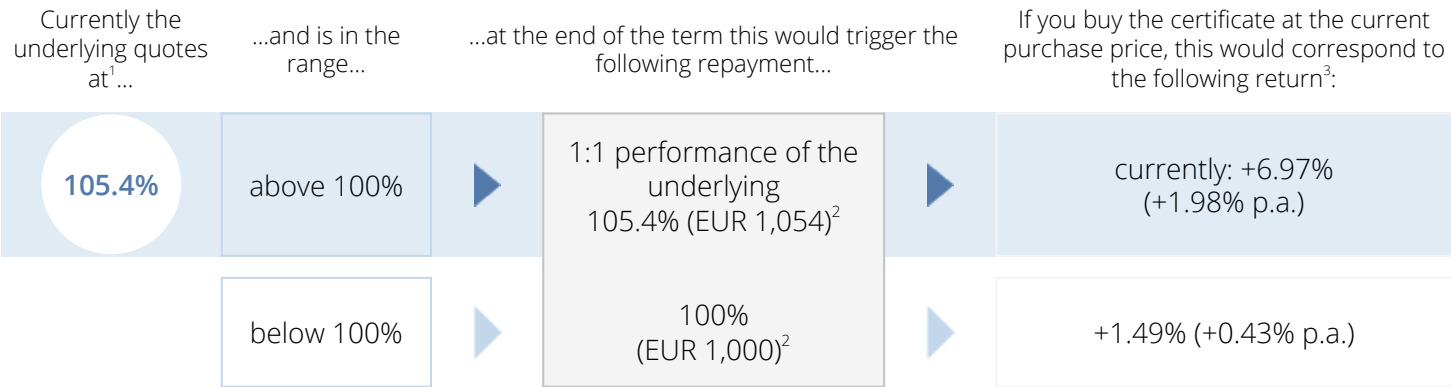 Currently the
underlying quotes
at¹...
...and is in the
range...
...at the end of the term this would trigger the
following repayment...
If you buy the certificate at the current
purchase price, this would correspond to
the following return³:
105.4%
above 100%
1:1 performance of the
underlying
105.4% (EUR 1,054)²
currently: +6.97%
(+1.98% p.a.)
below 100%
100%
(EUR 1,000)²
+1.49% (+0.43% p.a.)